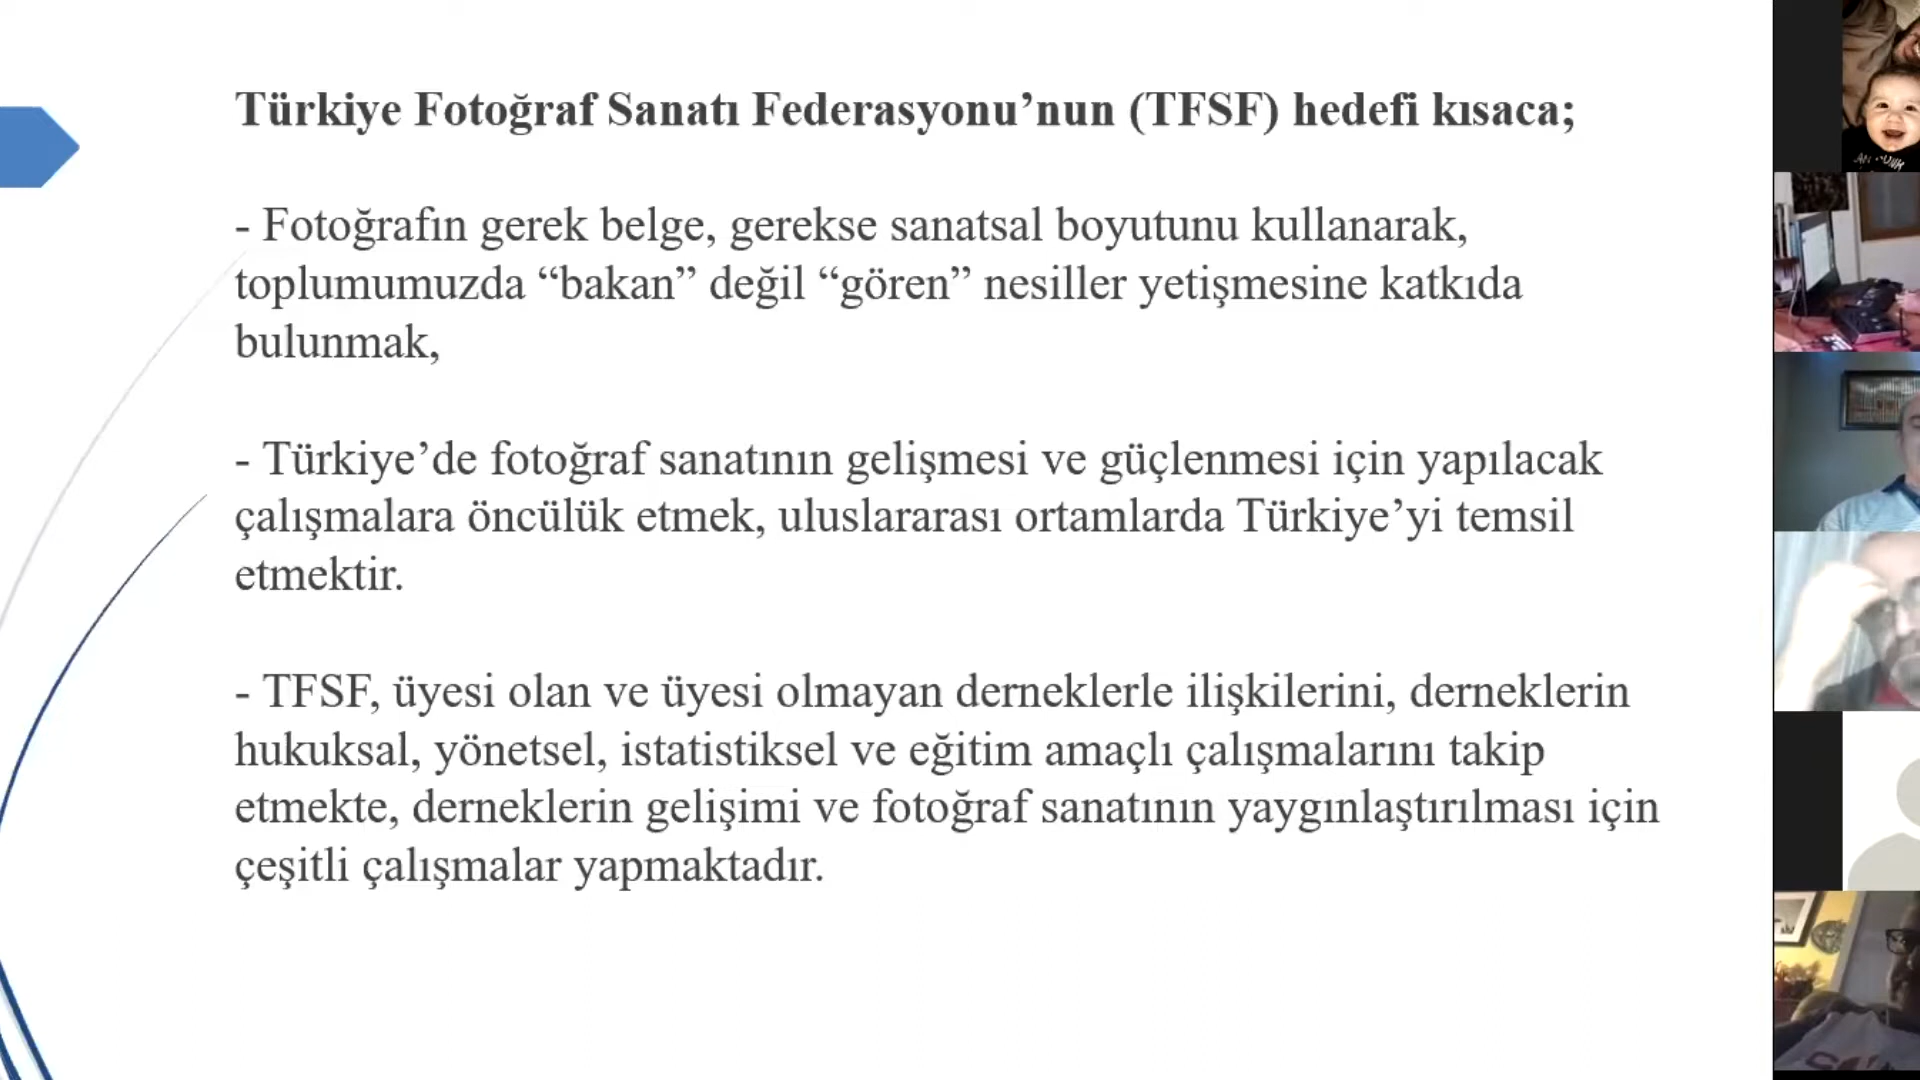 Türkiye Fotoğraf Sanatı Federasyonu’nun (TFSF) hedefi kısaca;
- Fotoğrafın gerek belge, gerekse sanatsal boyutunu kullanarak,
toplumumuzda “bakan” değil “gören” nesiller yetişmesine katkıda
bulunmak,
- Türkiye’de fotoğraf sanatının gelişmesi ve güçlenmesi için yapılacak
çalışmalara öncülük etmek, uluslararası ortamlarda Türkiye’yi temsil
etmektir.
- TFSF, üyesi olan ve üyesi olmayan derneklerle ilişkilerini, derneklerin
hukuksal, yönetsel, istatistiksel ve eğitim amaçlı çalışmalarını takip
etmekte, derneklerin gelişimi ve fotoğraf sanatının yaygınlaştırılması için
çeşitli çalışmalar yapmaktadır.